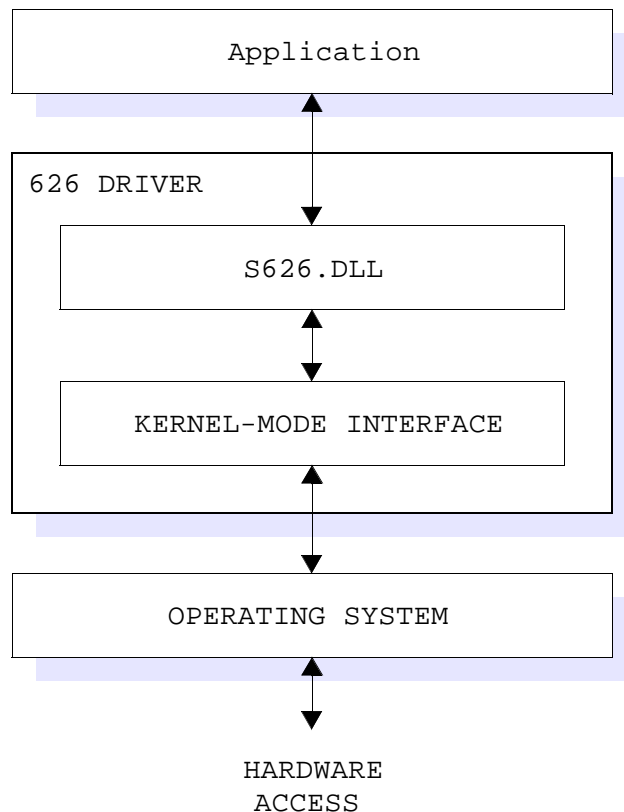 Application
626 DRIVER
S626.DLL
KERNEL-MODE INTERFACE
OPERATING SYSTEM
HARDWARE
ACCESS